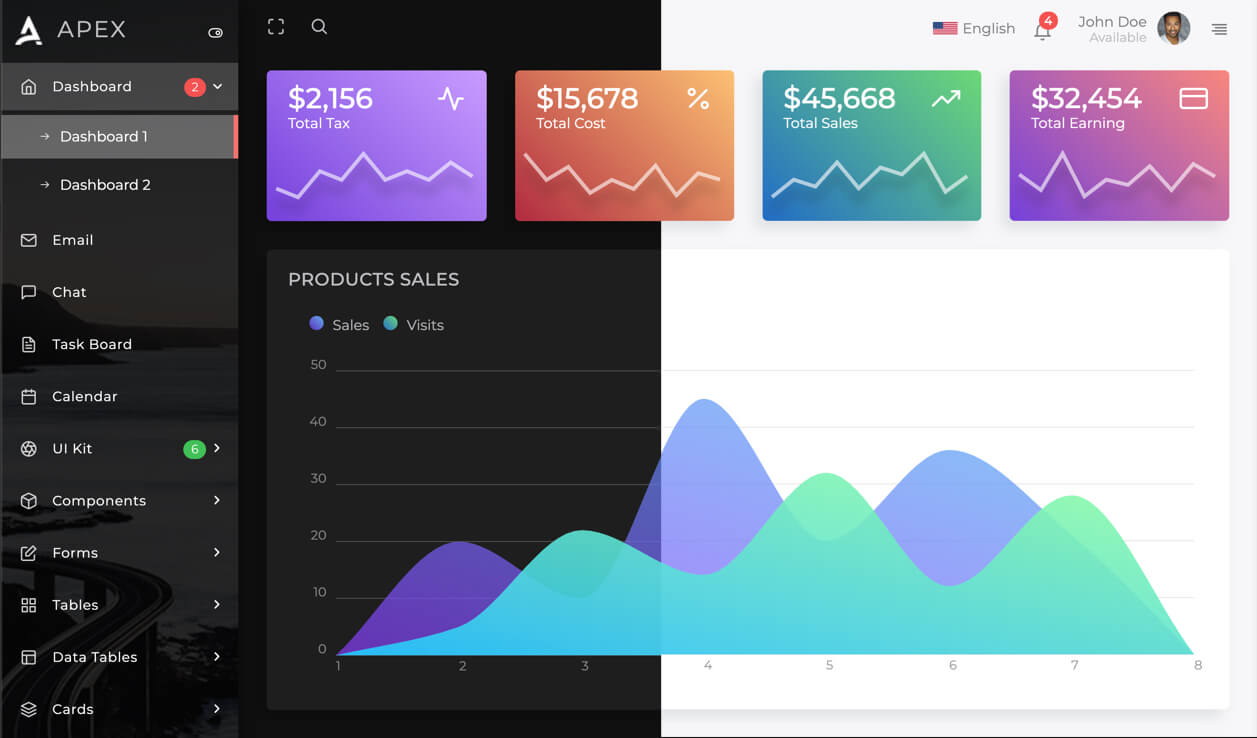 APEX
English
4
John Doe
Available
Dashboard 2
Dashboard 1
Dashboard 2
Email
Chat
Task Board
Calendar
UI Kit 6
Components
Forms
Tables
Data Tables
Cards
$2,156
Total Tax
$15,678
Total Cost
$45,668
Total Sales
$32,454
Total Earning
PRODUCTS SALES
Sales Visits
50
40
30
20
10
0
1 2 3 4 5 6 7 8